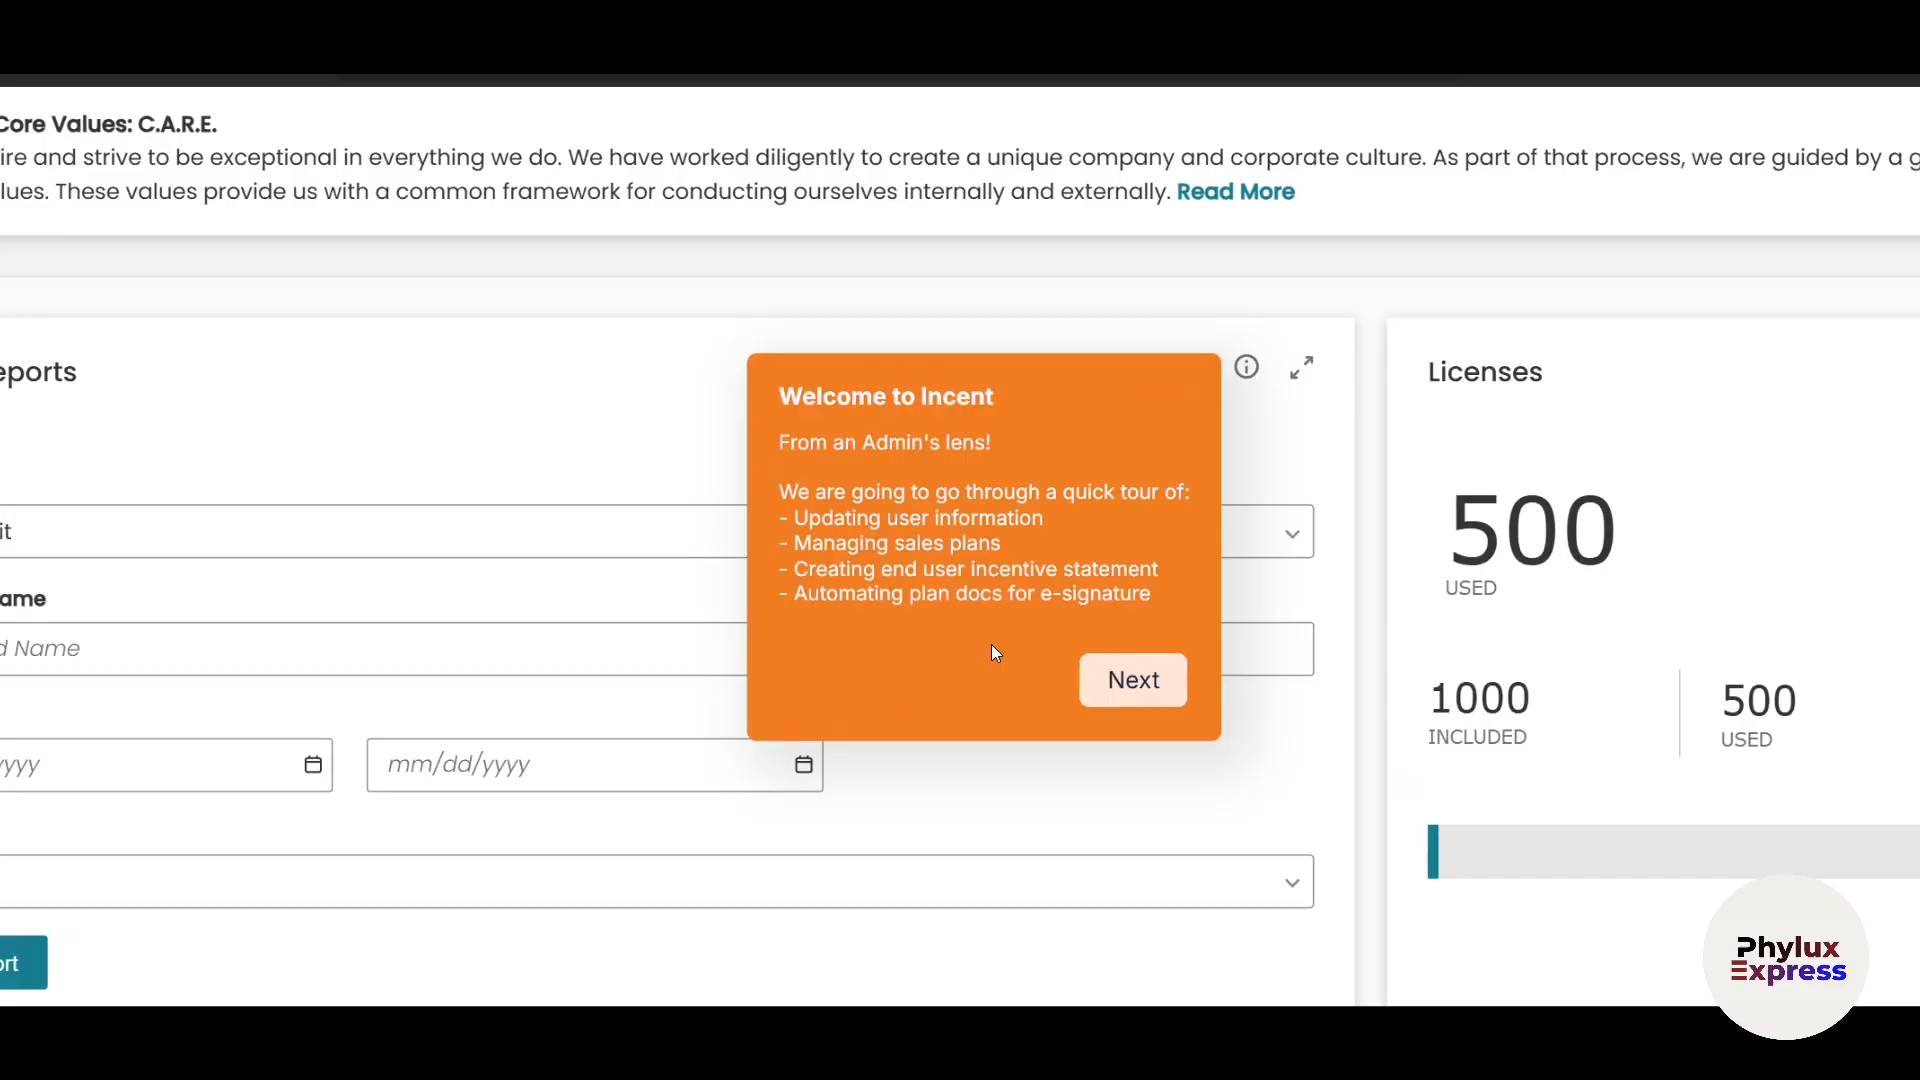 Core Values: C.A.R.E.
ire and strive to be exceptional in everything we do. We have worked diligently to create a unique company and corporate culture. As part of that process, we are guided by a g
lues. These values provide us with a common framework for conducting ourselves internally and externally. Read More
eports
Welcome to Incent
From an Admin's lens!
We are going to go through a quick tour of:
- Updating user information
- Managing sales plans
- Creating end user incentive statement
- Automating plan docs for e-signature
Next
it
ame
d Name
yyyy
mm/dd/yyyy
ort
Licenses
500
USED
1000
INCLUDED
500
USED
Phylux
Express